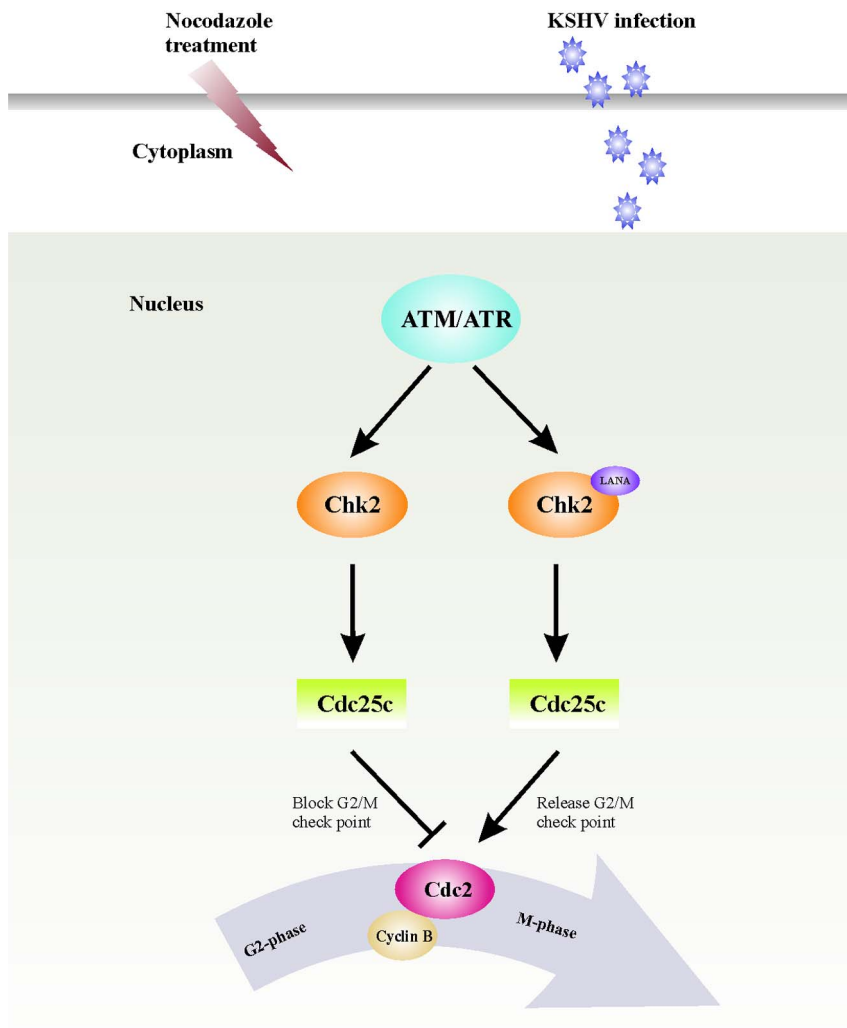 Nocodazole
treatment
KSHV infection
Cytoplasm
Nucleus
ATM/ATR
Chk2
Chk2
LANA
Cdc25c
Cdc25c
Block G2/M
check point
Release G2/M
check point
Cdc2
Cyclin B
G2-phase
M-phase